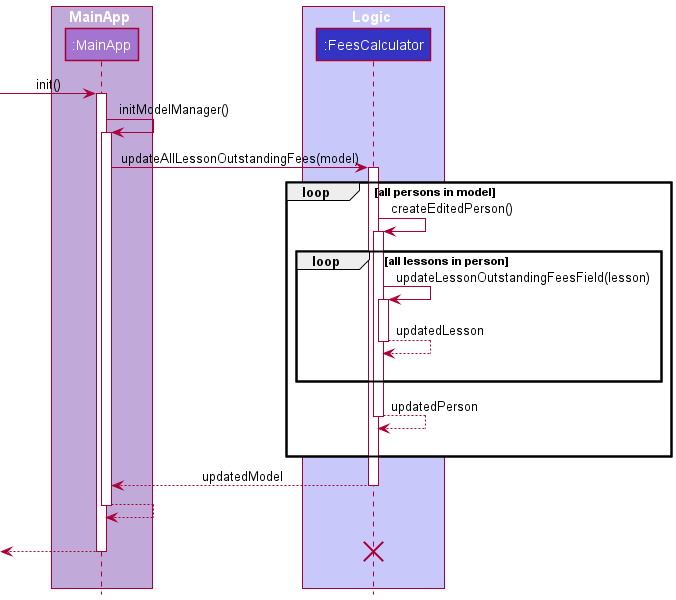 MainApp
Logic
:MainApp
:FeesCalculator
init()
initModelManager()
updateAllLessonOutstandingFees(model)
loop
[all persons in model]
createEditedPerson()
loop
[all lessons in person]
updateLessonOutstandingFeesField(lesson)
updatedLesson
updatedPerson
updatedModel